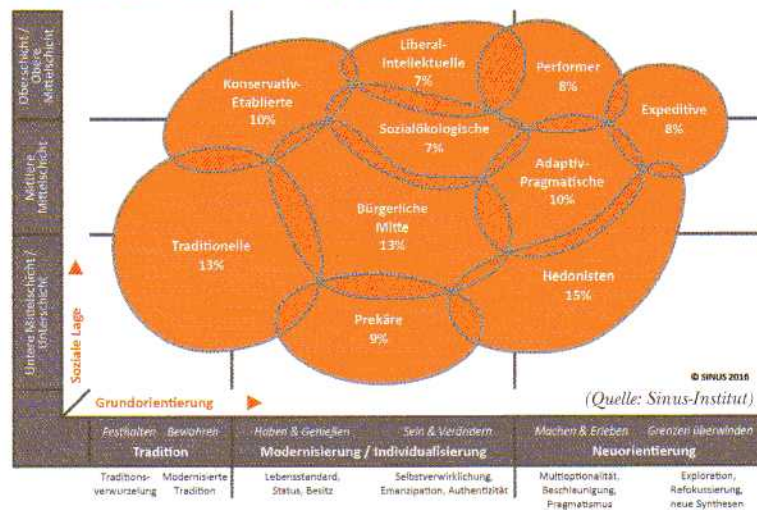 Oberschicht /
Obere
Mittelschicht
Mittlere
Mittelschicht
Untere Mittelschicht /
Unterschicht
Soziale Lage
Liberal-
Intellektuelle
7%
Performer
8%
Konservativ-
Etablierte
10%
Expeditive
8%
Sozialökologische
7%
Adaptiv-
Pragmatische
10%
Bürgerliche
Mitte
13%
Traditionelle
13%
Hedonisten
15%
Prekäre
9%
© SINUS 2016
(Quelle: Sinus-Institut)
Grundorientierung
Festhalten Bewahren
Tradition
Haben & Genießen Sein & Verändern
Modernisierung / Individualisierung
Machen & Erleben Grenzen überwinden
Neuorientierung
Traditions-
verwurzelung
Modernisierte
Tradition
Lebensstandard,
Status, Besitz
Selbstverwirklichung,
Emanzipation, Authentizität
Multioptionalität,
Beschleunigung,
Pragmatismus
Exploration,
Refokussierung,
neue Synthesen